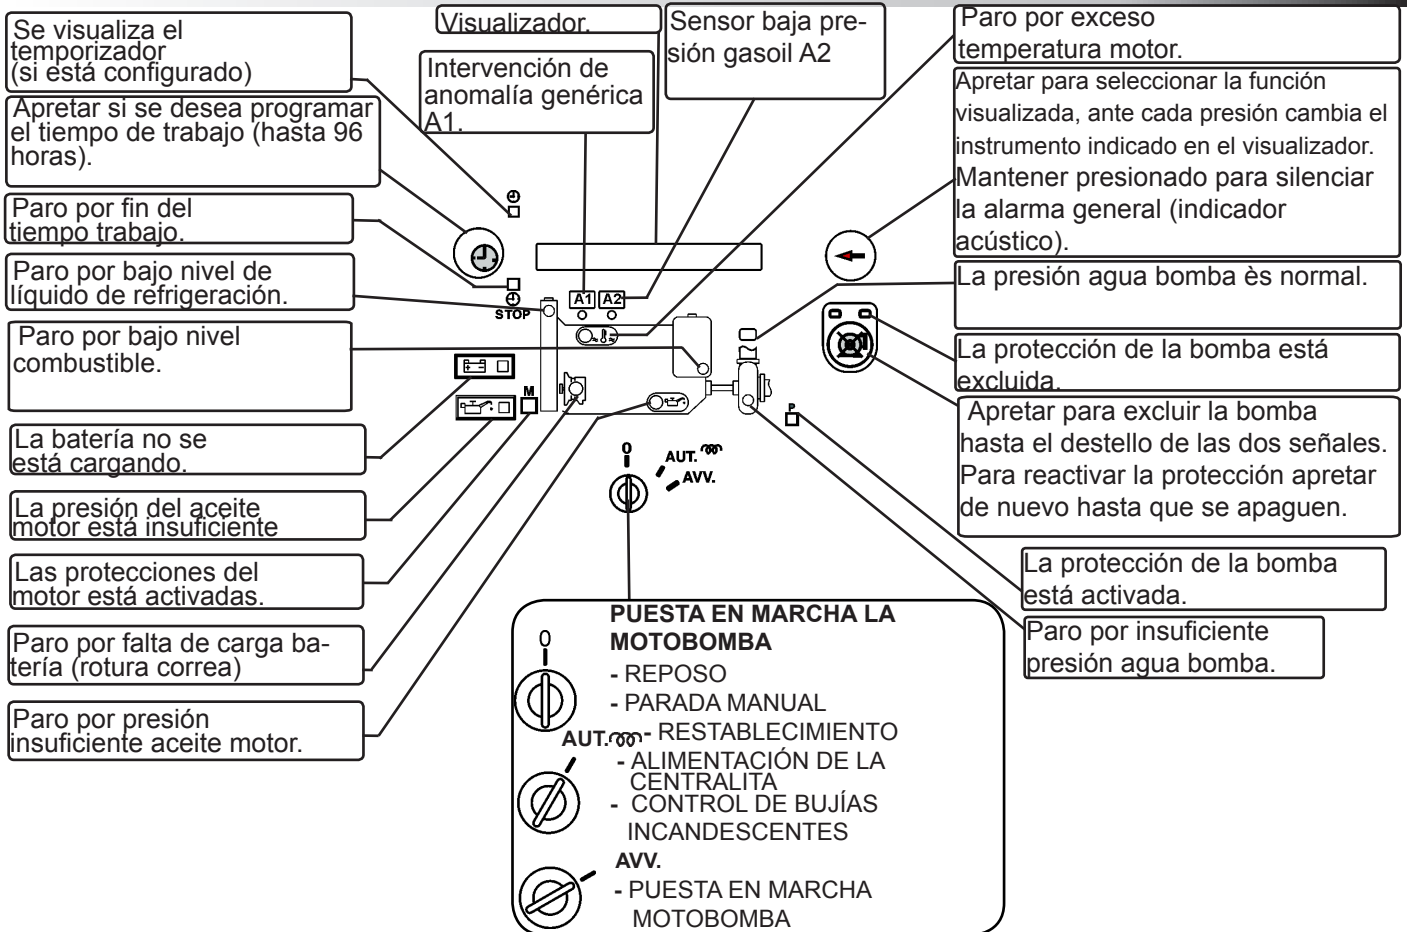 Se visualiza el
temporizador
(si está configurado)
Apretar si se desea programar
el tiempo de trabajo (hasta 96
horas).
Paro por fin del
tiempo trabajo.
Paro por bajo nivel de
líquido de refrigeración.
Paro por bajo nivel
combustible.
La batería no se
está cargando.
La presión del aceite
motor está insuficiente
Las protecciones del
motor está activadas.
Paro por falta de carga ba-
tería (rotura correa)
Paro por presión
insuficiente aceite motor.
Visualizador.
Intervención de
anomalía genérica
A1.
Sensor baja pre-
sión gasoil A2
Paro por exceso
temperatura motor.
Apretar para seleccionar la función
visualizada, ante cada presión cambia el
instrumento indicado en el visualizador.
Mantener presionado para silenciar
la alarma general (indicador
acústico).
La presión agua bomba ès normal.
La protección de la bomba está
excluida.
Apretar para excluir la bomba
hasta el destello de las dos señales.
Para reactivar la protección apretar
de nuevo hasta que se apaguen.
La protección de la bomba
está activada.
Paro por insuficiente
presión agua bomba.
STOP
A1 A2
M
P
0
AUT.
AVV.
PUESTA EN MARCHA LA
MOTOBOMBA
0
- REPOSO
- PARADA MANUAL
- RESTABLECIMIENTO
AUT.
- ALIMENTACIÓN DE LA
CENTRALITA
- CONTROL DE BUJÍAS
INCANDESCENTES
AVV.
- PUESTA EN MARCHA
MOTOBOMBA